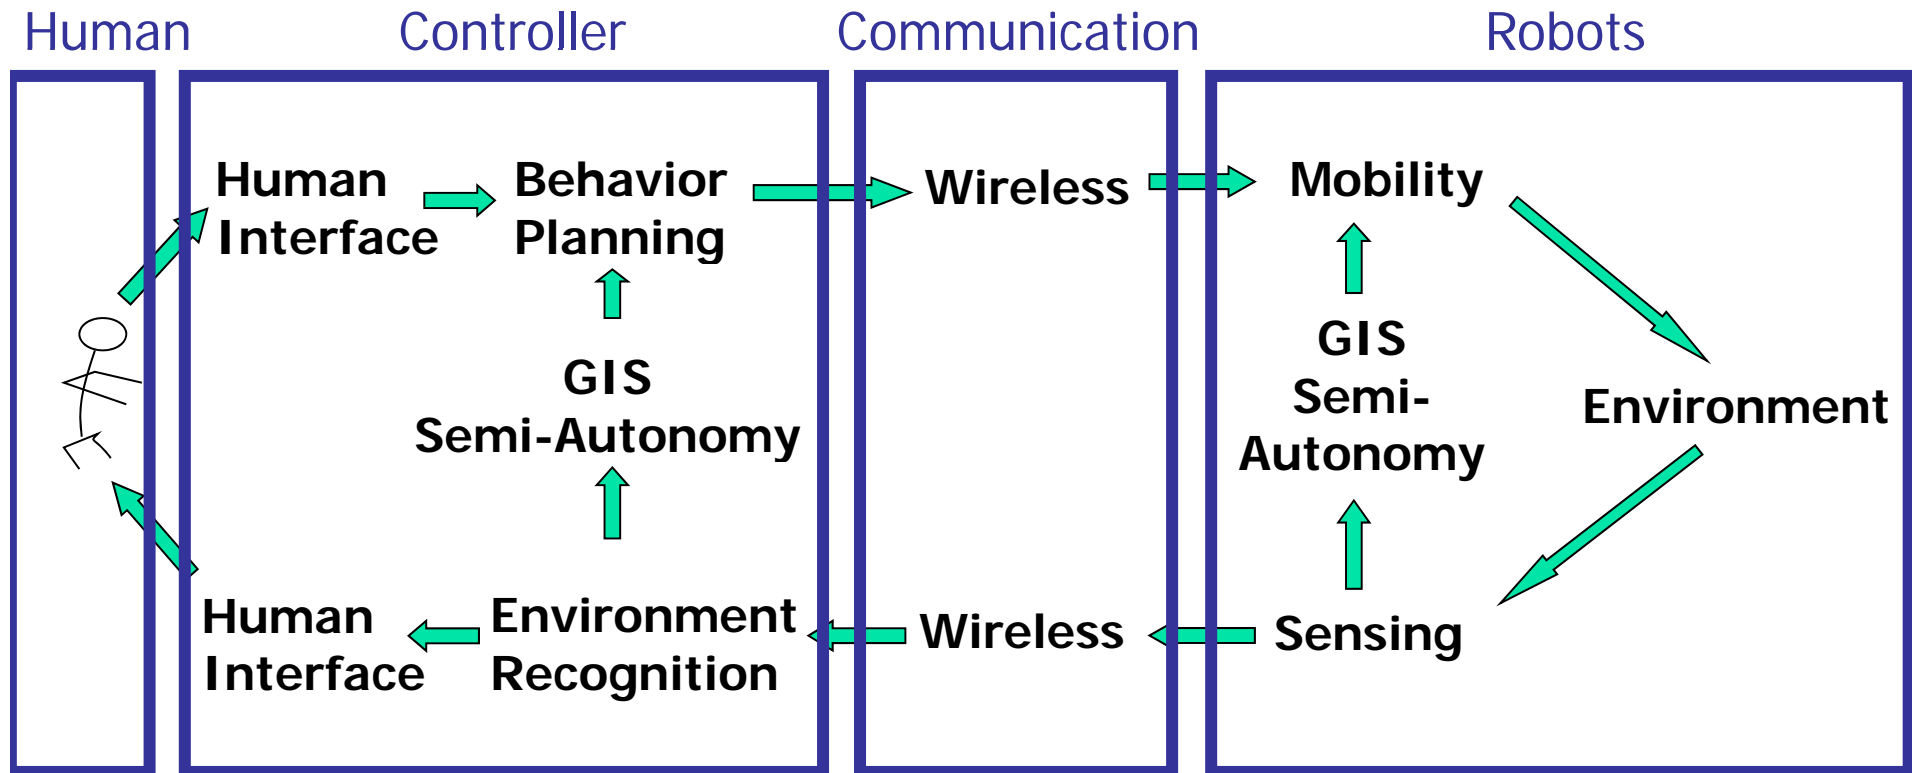 Human
Controller
Communication
Robots
Human
Interface
Behavior
Planning
Wireless
Mobility
GIS
Semi-Autonomy
GIS
Semi-
Autonomy
Environment
Human
Interface
Environment
Recognition
Wireless
Sensing